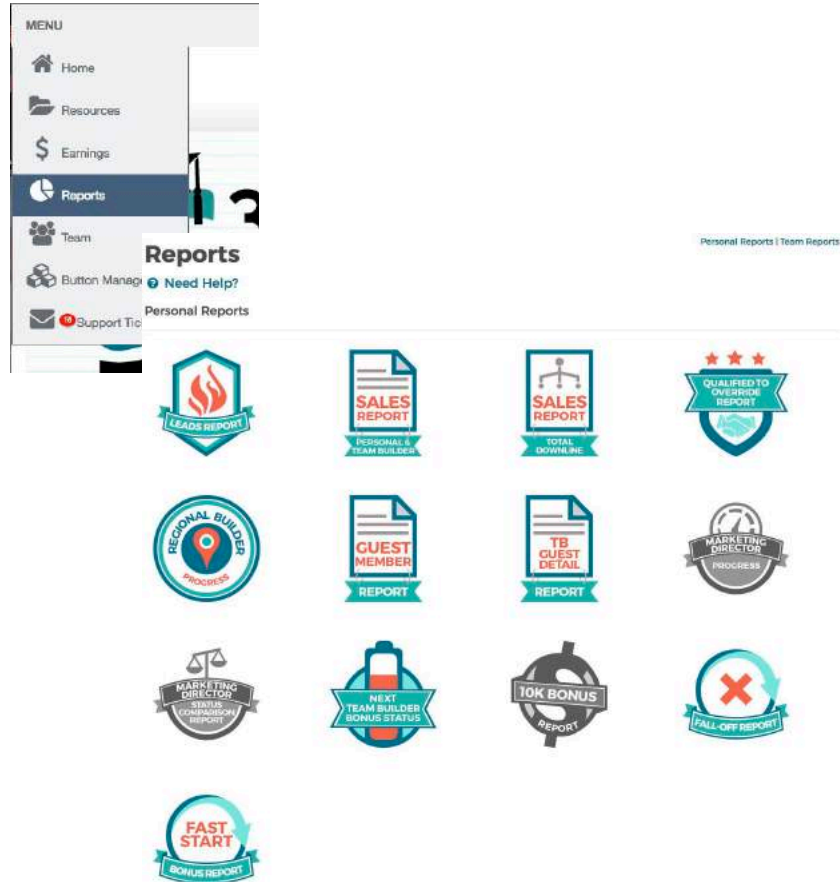 MENU
Home
Resources
$ Earnings
Reports
Team
Button Manag
Support Tic
3
Reports
Personal Reports | Team Reports
? Need Help?
Personal Reports
LEADS REPORT
SALES
REPORT
PERSONAL &
TEAM BUILDER
SALES
REPORT
TOTAL
DOWNLINE
QUALIFIED TO
OVERRIDE
REPORT
REGIONAL BUILDER
PROGRESS
GUEST
MEMBER
REPORT
TB
GUEST
DETAIL
REPORT
MARKETING
DIRECTOR
PROGRESS
MARKETING
DIRECTOR
STATUS
COMPARISON
REPORT
NEXT
TEAM BUILDER
BONUS STATUS
10K BONUS
REPORT
FALL-OFF REPORT
FAST
START
BONUS REPORT